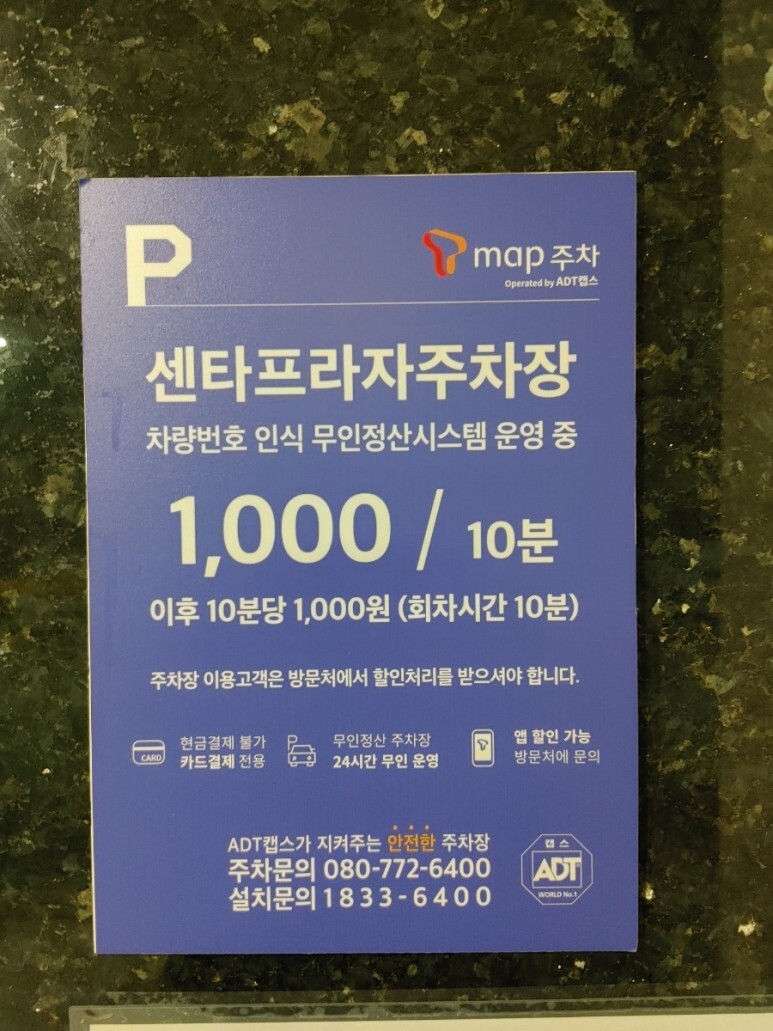 P
T map 주차
Operated by ADT캡스
센타프라자주차장
차량번호 인식 무인정산시스템 운영 중
1,000 / 10분
이후 10분당 1,000원 (회차시간 10분)
주차장 이용고객은 방문처에서 할인처리를 받으셔야 합니다.
CARD
현금결제 불가
카드결제 전용
P
무인정산 주차장
24시간 무인 운영
앱 할인 가능
방문처에 문의
ADT캡스가 지켜주는 안전한 주차장
주차문의 080-772-6400
설치문의 1833-6400
캡스
ADT
WORLD No.1